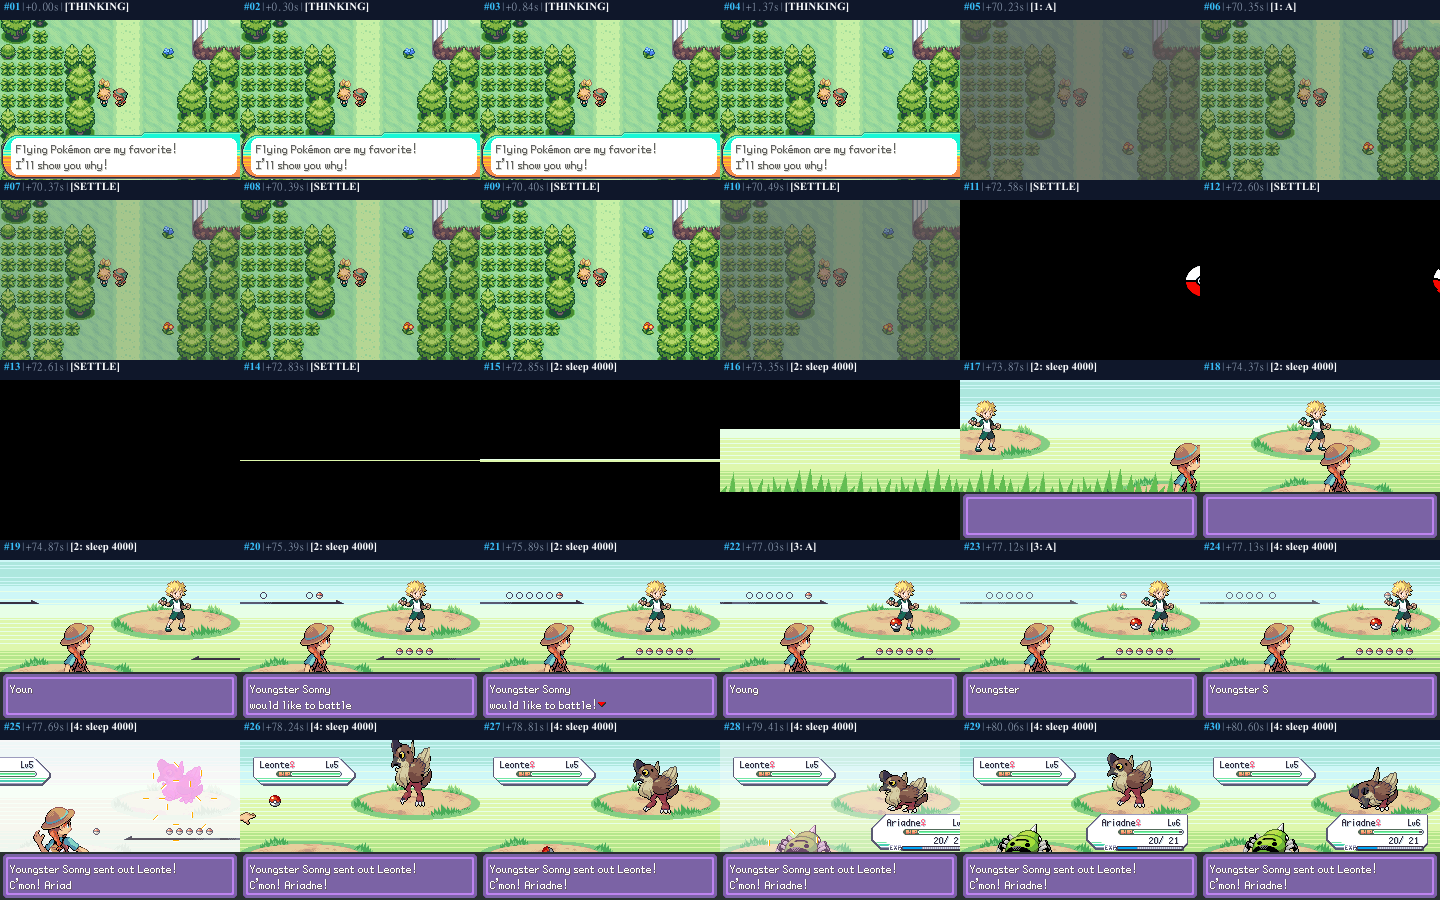 #01 | +0.00s | [THINKING]
#02 | +0.30s | [THINKING]
#03 | +0.84s | [THINKING]
#04 | +1.37s | [THINKING]
#05 | +70.23s | [1: A]
#06 | +70.35s | [1: A]
Flying Pokémon are my favorite!
I'll show you why!
Flying Pokémon are my favorite!
I'll show you why!
Flying Pokémon are my favorite!
I'll show you why!
Flying Pokémon are my favorite!
I'll show you why!
#07 | +70.37s | [SETTLE]
#08 | +70.39s | [SETTLE]
#09 | +70.40s | [SETTLE]
#10 | +70.49s | [SETTLE]
#11 | +72.58s | [SETTLE]
#12 | +72.60s | [SETTLE]
#13 | +72.61s | [SETTLE]
#14 | +72.83s | [SETTLE]
#15 | +72.85s | [2: sleep 4000]
#16 | +73.35s | [2: sleep 4000]
#17 | +73.87s | [2: sleep 4000]
#18 | +74.37s | [2: sleep 4000]
#19 | +74.87s | [2: sleep 4000]
#20 | +75.39s | [2: sleep 4000]
#21 | +75.89s | [2: sleep 4000]
#22 | +77.03s | [3: A]
#23 | +77.12s | [3: A]
#24 | +77.13s | [4: sleep 4000]
Youn
Youngster Sonny
would like to battle
Youngster Sonny
would like to battle!
Young
Youngster
Youngster S
#25 | +77.69s | [4: sleep 4000]
#26 | +78.24s | [4: sleep 4000]
#27 | +78.81s | [4: sleep 4000]
#28 | +79.41s | [4: sleep 4000]
#29 | +80.06s | [4: sleep 4000]
#30 | +80.60s | [4: sleep 4000]
Lv5
Youngster Sonny sent out Leonte!
C'mon! Ariad
Leonte♀ Lv5
Youngster Sonny sent out Leonte!
C'mon! Ariadne!
Leonte♀ Lv5
Youngster Sonny sent out Leonte!
C'mon! Ariadne!
Leonte♀ Lv5
Ariadne♀ L
20/ 2
EXP
Youngster Sonny sent out Leonte!
C'mon! Ariadne!
Leonte♀ Lv5
Ariadne♀ Lv6
20/ 21
EXP
Youngster Sonny sent out Leonte!
C'mon! Ariadne!
Leonte♀ Lv5
Ariadne♀ Lv6
20/ 21
EXP
Youngster Sonny sent out Leonte!
C'mon! Ariadne!